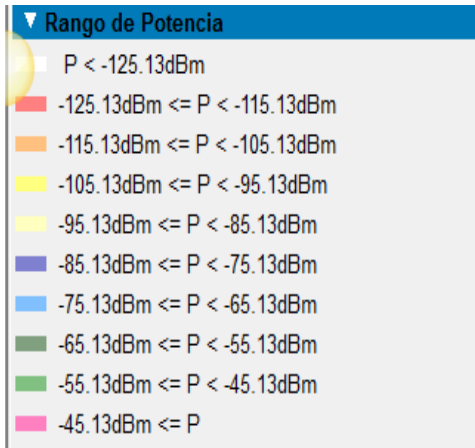 Rango de Potencia
P < -125.13dBm
-125.13dBm <= P < -115.13dBm
-115.13dBm <= P < -105.13dBm
-105.13dBm <= P < -95.13dBm
-95.13dBm <= P < -85.13dBm
-85.13dBm <= P < -75.13dBm
-75.13dBm <= P < -65.13dBm
-65.13dBm <= P < -55.13dBm
-55.13dBm <= P < -45.13dBm
-45.13dBm <= P